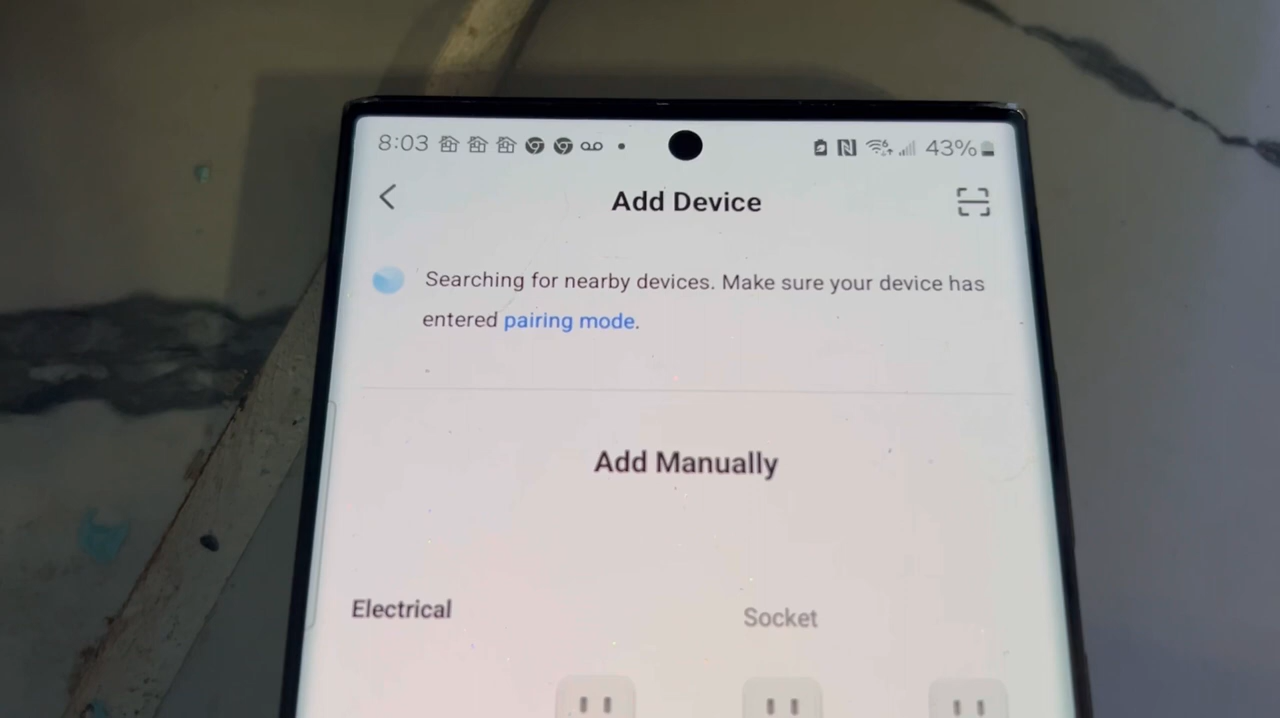 8:03 43%
Add Device
Searching for nearby devices. Make sure your device has
entered pairing mode.
Add Manually
Electrical Socket